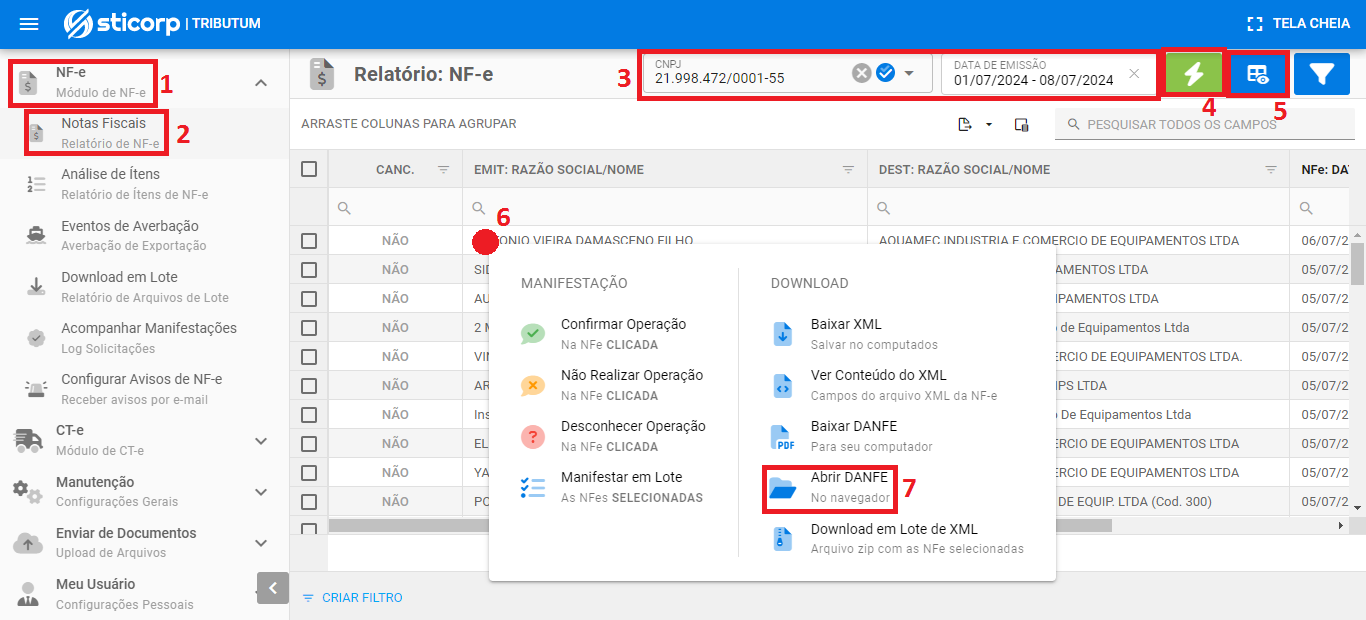 sticorp | TRIBUTUM
TELA CHEIA
NF-e
Módulo de NF-e
1
Notas Fiscais
Relatório de NF-e
2
Análise de Ítens
Relatório de Ítens de NF-e
Eventos de Averbação
Averbação de Exportação
Download em Lote
Relatório de Arquivos de Lote
Acompanhar Manifestações
Log Solicitações
Configurar Avisos de NF-e
Receber avisos por e-mail
CT-e
Módulo de CT-e
Manutenção
Configurações Gerais
Enviar de Documentos
Upload de Arquivos
Meu Usuário
Configurações Pessoais
Relatório: NF-e
3
CNPJ
21.998.472/0001-55
DATA DE EMISSÃO
01/07/2024 - 08/07/2024
4
5
ARRASTE COLUNAS PARA AGRUPAR
PESQUISAR TODOS OS CAMPOS
CANC. EMIT: RAZÃO SOCIAL/NOME DEST: RAZÃO SOCIAL/NOME NFe: DA
6
NÃO ONIO VIEIRA DAMASCENO FILHO AQUAMEC INDUSTRIA E COMERCIO DE EQUIPAMENTOS LTDA 06/07/2
NÃO SID AMENTOS LTDA 05/07/2
NÃO AU IPAMENTOS LTDA 05/07/2
NÃO 2 M de Equipamentos Ltda 05/07/2
NÃO VIN ERCIO DE EQUIPAMENTOS LTDA. 05/07/2
NÃO AR IPS LTDA 05/07/2
NÃO Ins De Equipamentos Ltda 05/07/2
NÃO EL ERCIO DE EQUIPAMENTOS LTDA 05/07/2
NÃO YA ERCIO DE EQUIPAMENTOS LTDA 05/07/2
NÃO PO DE EQUIP. LTDA (Cod. 300) 05/07/2
MANIFESTAÇÃO
Confirmar Operação
Na NFe CLICADA
Não Realizar Operação
Na NFe CLICADA
Desconhecer Operação
Na NFe CLICADA
Manifestar em Lote
As NFes SELECIONADAS
DOWNLOAD
Baixar XML
Salvar no computados
Ver Conteúdo do XML
Campos do arquivo XML da NF-e
Baixar DANFE
Para seu computador
PDF
Abrir DANFE
No navegador
7
Download em Lote de XML
Arquivo zip com as NFe selecionadas
CRIAR FILTRO